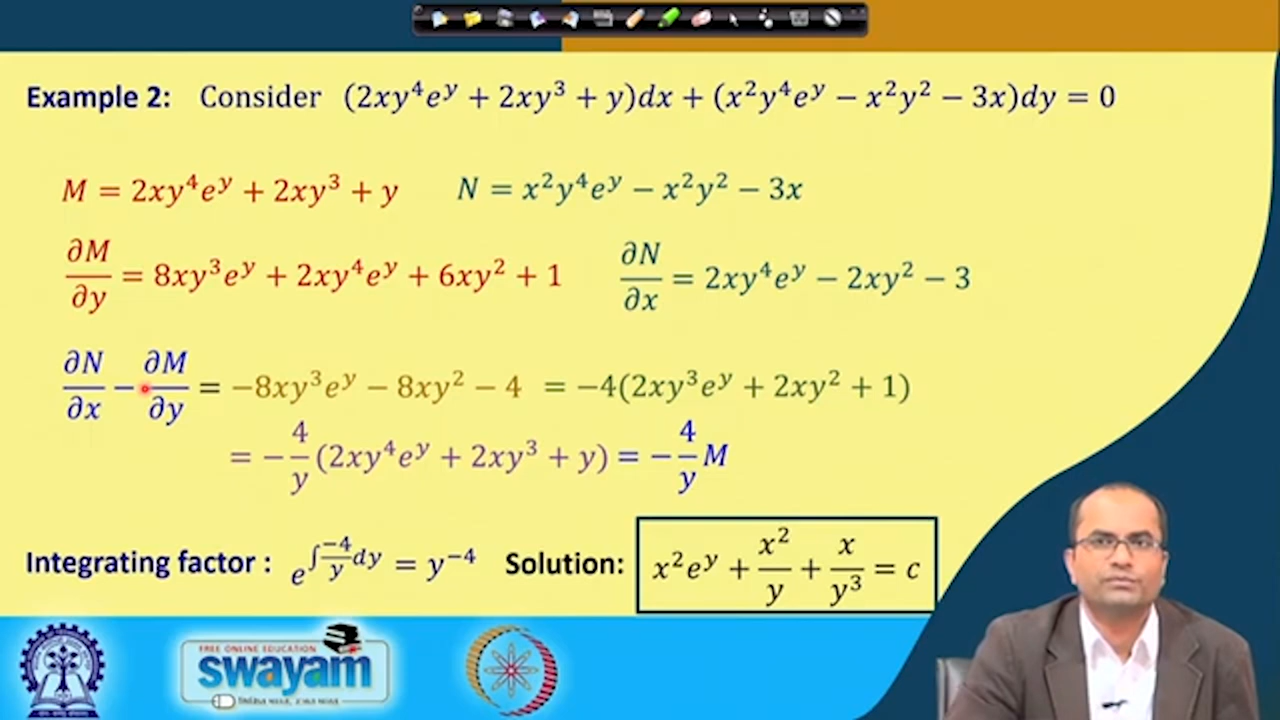 Example 2: Consider (2xy⁴eʸ + 2xy³ + y)dx + (x²y⁴eʸ − x²y² − 3x)dy = 0
M = 2xy⁴eʸ + 2xy³ + y N = x²y⁴eʸ − x²y² − 3x
∂M/∂y = 8xy³eʸ + 2xy⁴eʸ + 6xy² + 1 ∂N/∂x = 2xy⁴eʸ − 2xy² − 3
∂N/∂x − ∂M/∂y = −8xy³eʸ − 8xy² − 4 = −4(2xy³eʸ + 2xy² + 1)
= −4/y (2xy⁴eʸ + 2xy³ + y) = −4/y M
Integrating factor : e^(∫ −4/y dy) = y⁻⁴ Solution: x²eʸ + x²/y + x/y³ = c
FREE ONLINE EDUCATION
swayam